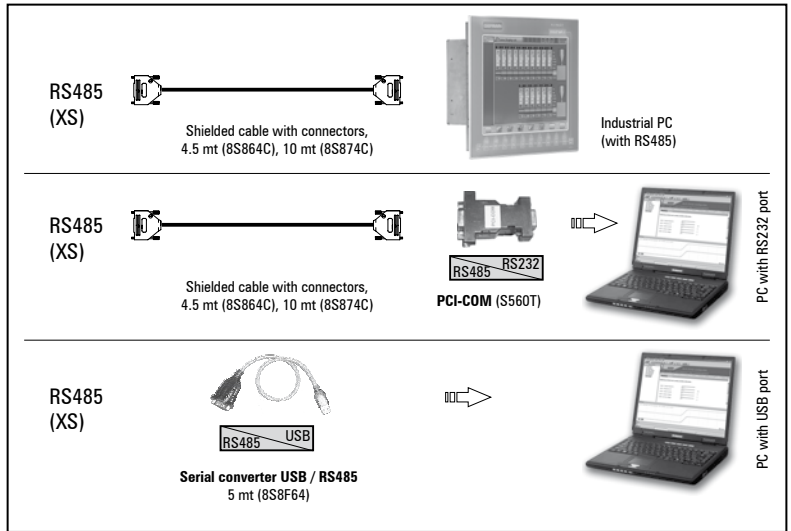 RS485
(XS)
Shielded cable with connectors,
4.5 mt (8S864C), 10 mt (8S874C)
Industrial PC
(with RS485)
RS485
(XS)
Shielded cable with connectors,
4.5 mt (8S864C), 10 mt (8S874C)
PCI-COM
RS485 RS232
PCI-COM (S560T)
PC with RS232 port
RS485
(XS)
RS485 USB
Serial converter USB / RS485
5 mt (8S8F64)
PC with USB port